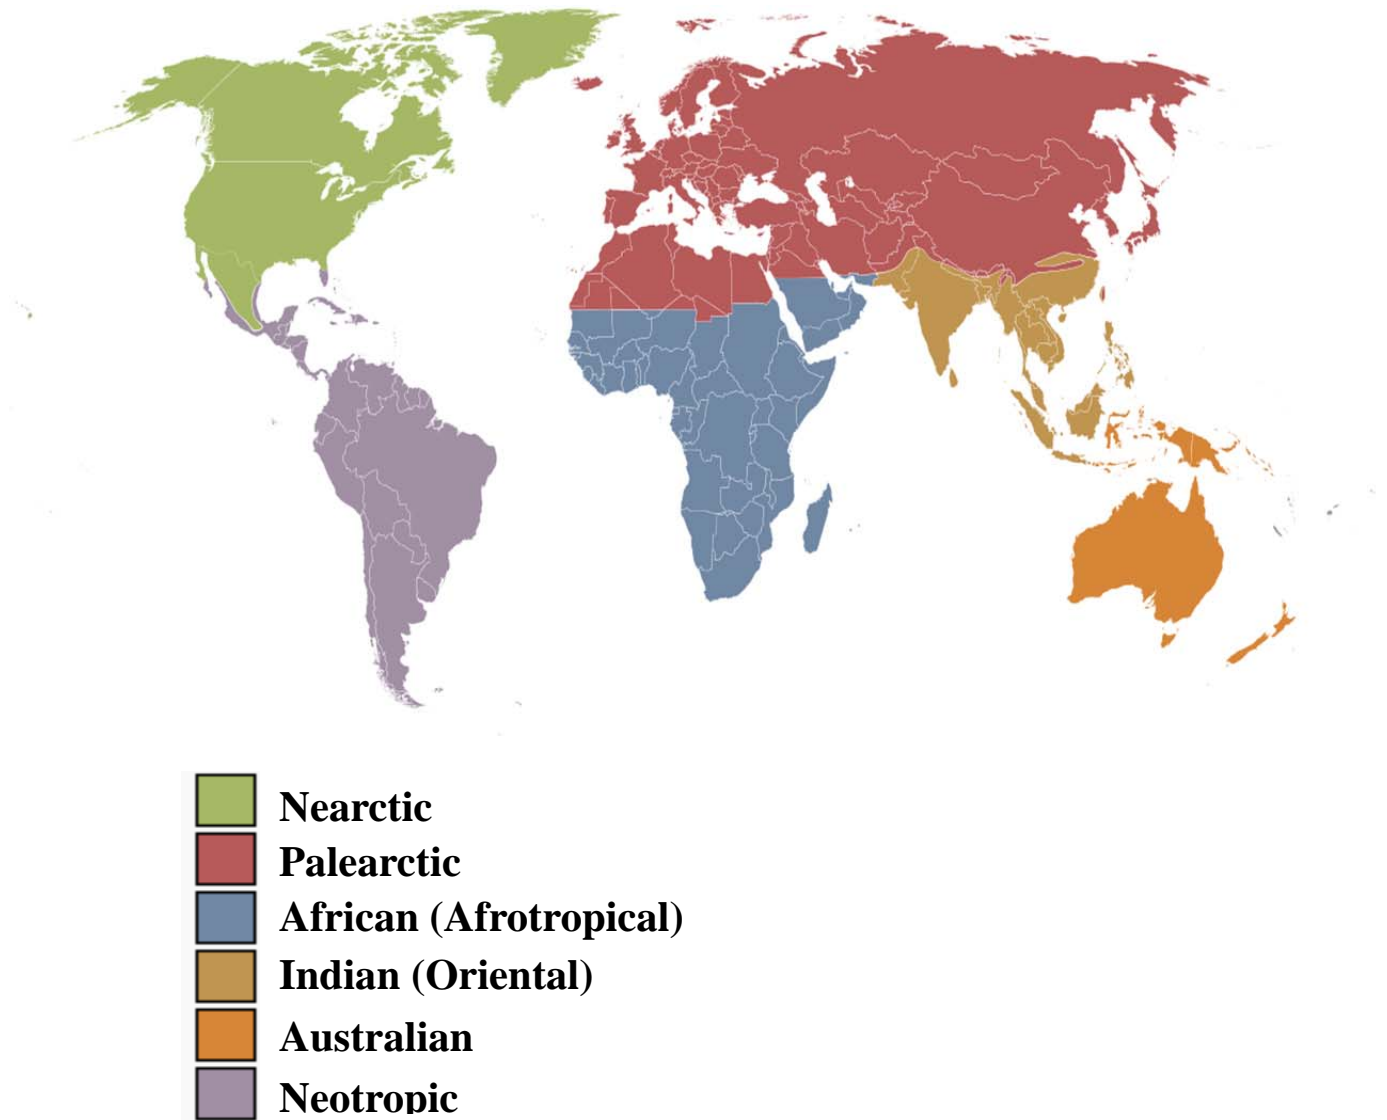 Nearctic
Palearctic
African (Afrotropical)
Indian (Oriental)
Australian
Neotropic